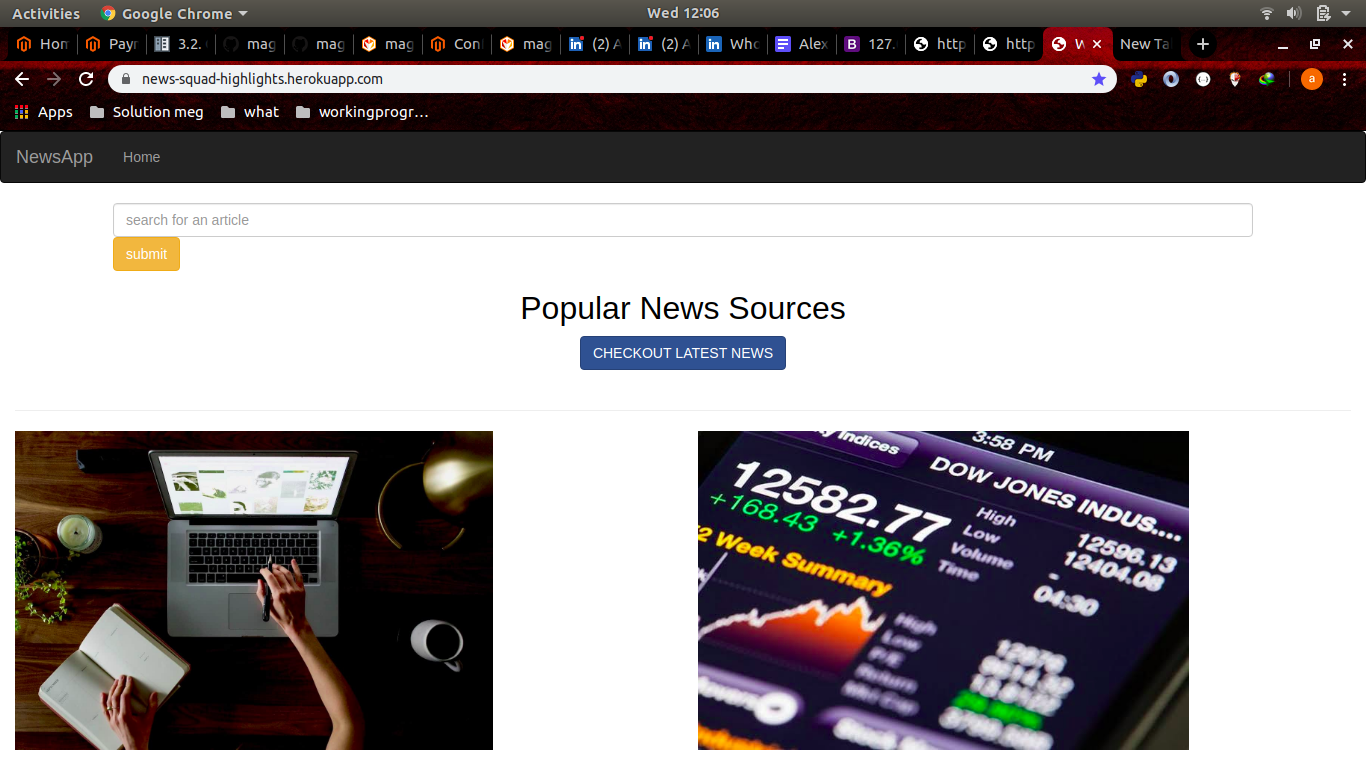 Activities Google Chrome Wed 12:06
Hom Payr 3.2. mag mag mag Con mag (2) A (2) A Who Alex 127. http http W New Ta
news-squad-highlights.herokuapp.com a
Apps Solution meg what workingprogr...
NewsApp Home
search for an article
submit
Popular News Sources
CHECKOUT LATEST NEWS
Indices 3:58 PM
DOW JONES INDUS....
12582.77
+168.43 +1.36%
High 12596.13
Low 12404.08
Volume -
Time 04:30
2 Week Summary
High
Low
P/E
Return
Mkt Cap